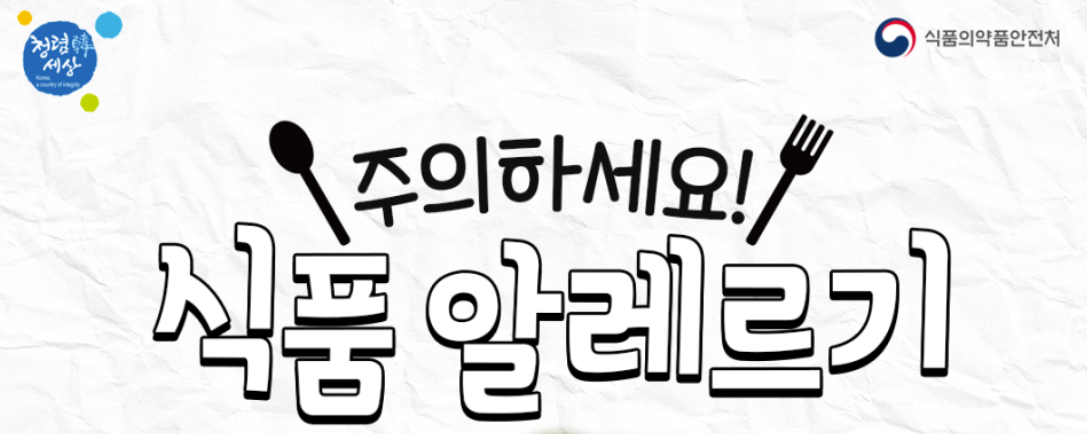 청렴韓세상
Korea,
a country of integrity
식품의약품안전처
주의하세요!
식품 알레르기